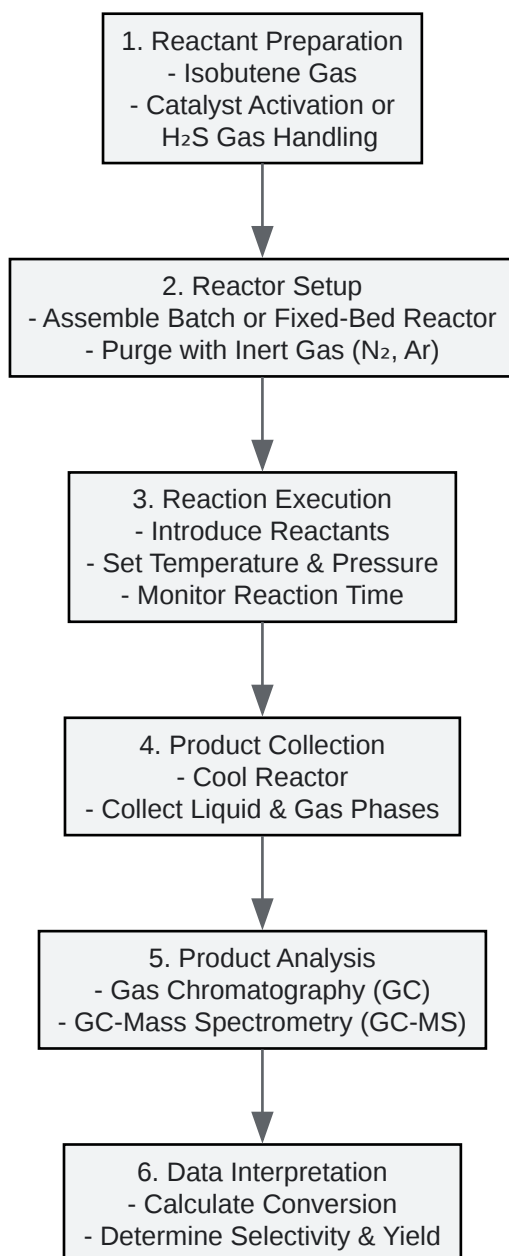 1. Reactant Preparation
- Isobutene Gas
- Catalyst Activation or
H₂S Gas Handling
2. Reactor Setup
- Assemble Batch or Fixed-Bed Reactor
- Purge with Inert Gas (N₂, Ar)
3. Reaction Execution
- Introduce Reactants
- Set Temperature & Pressure
- Monitor Reaction Time
4. Product Collection
- Cool Reactor
- Collect Liquid & Gas Phases
5. Product Analysis
- Gas Chromatography (GC)
- GC-Mass Spectrometry (GC-MS)
6. Data Interpretation
- Calculate Conversion
- Determine Selectivity & Yield